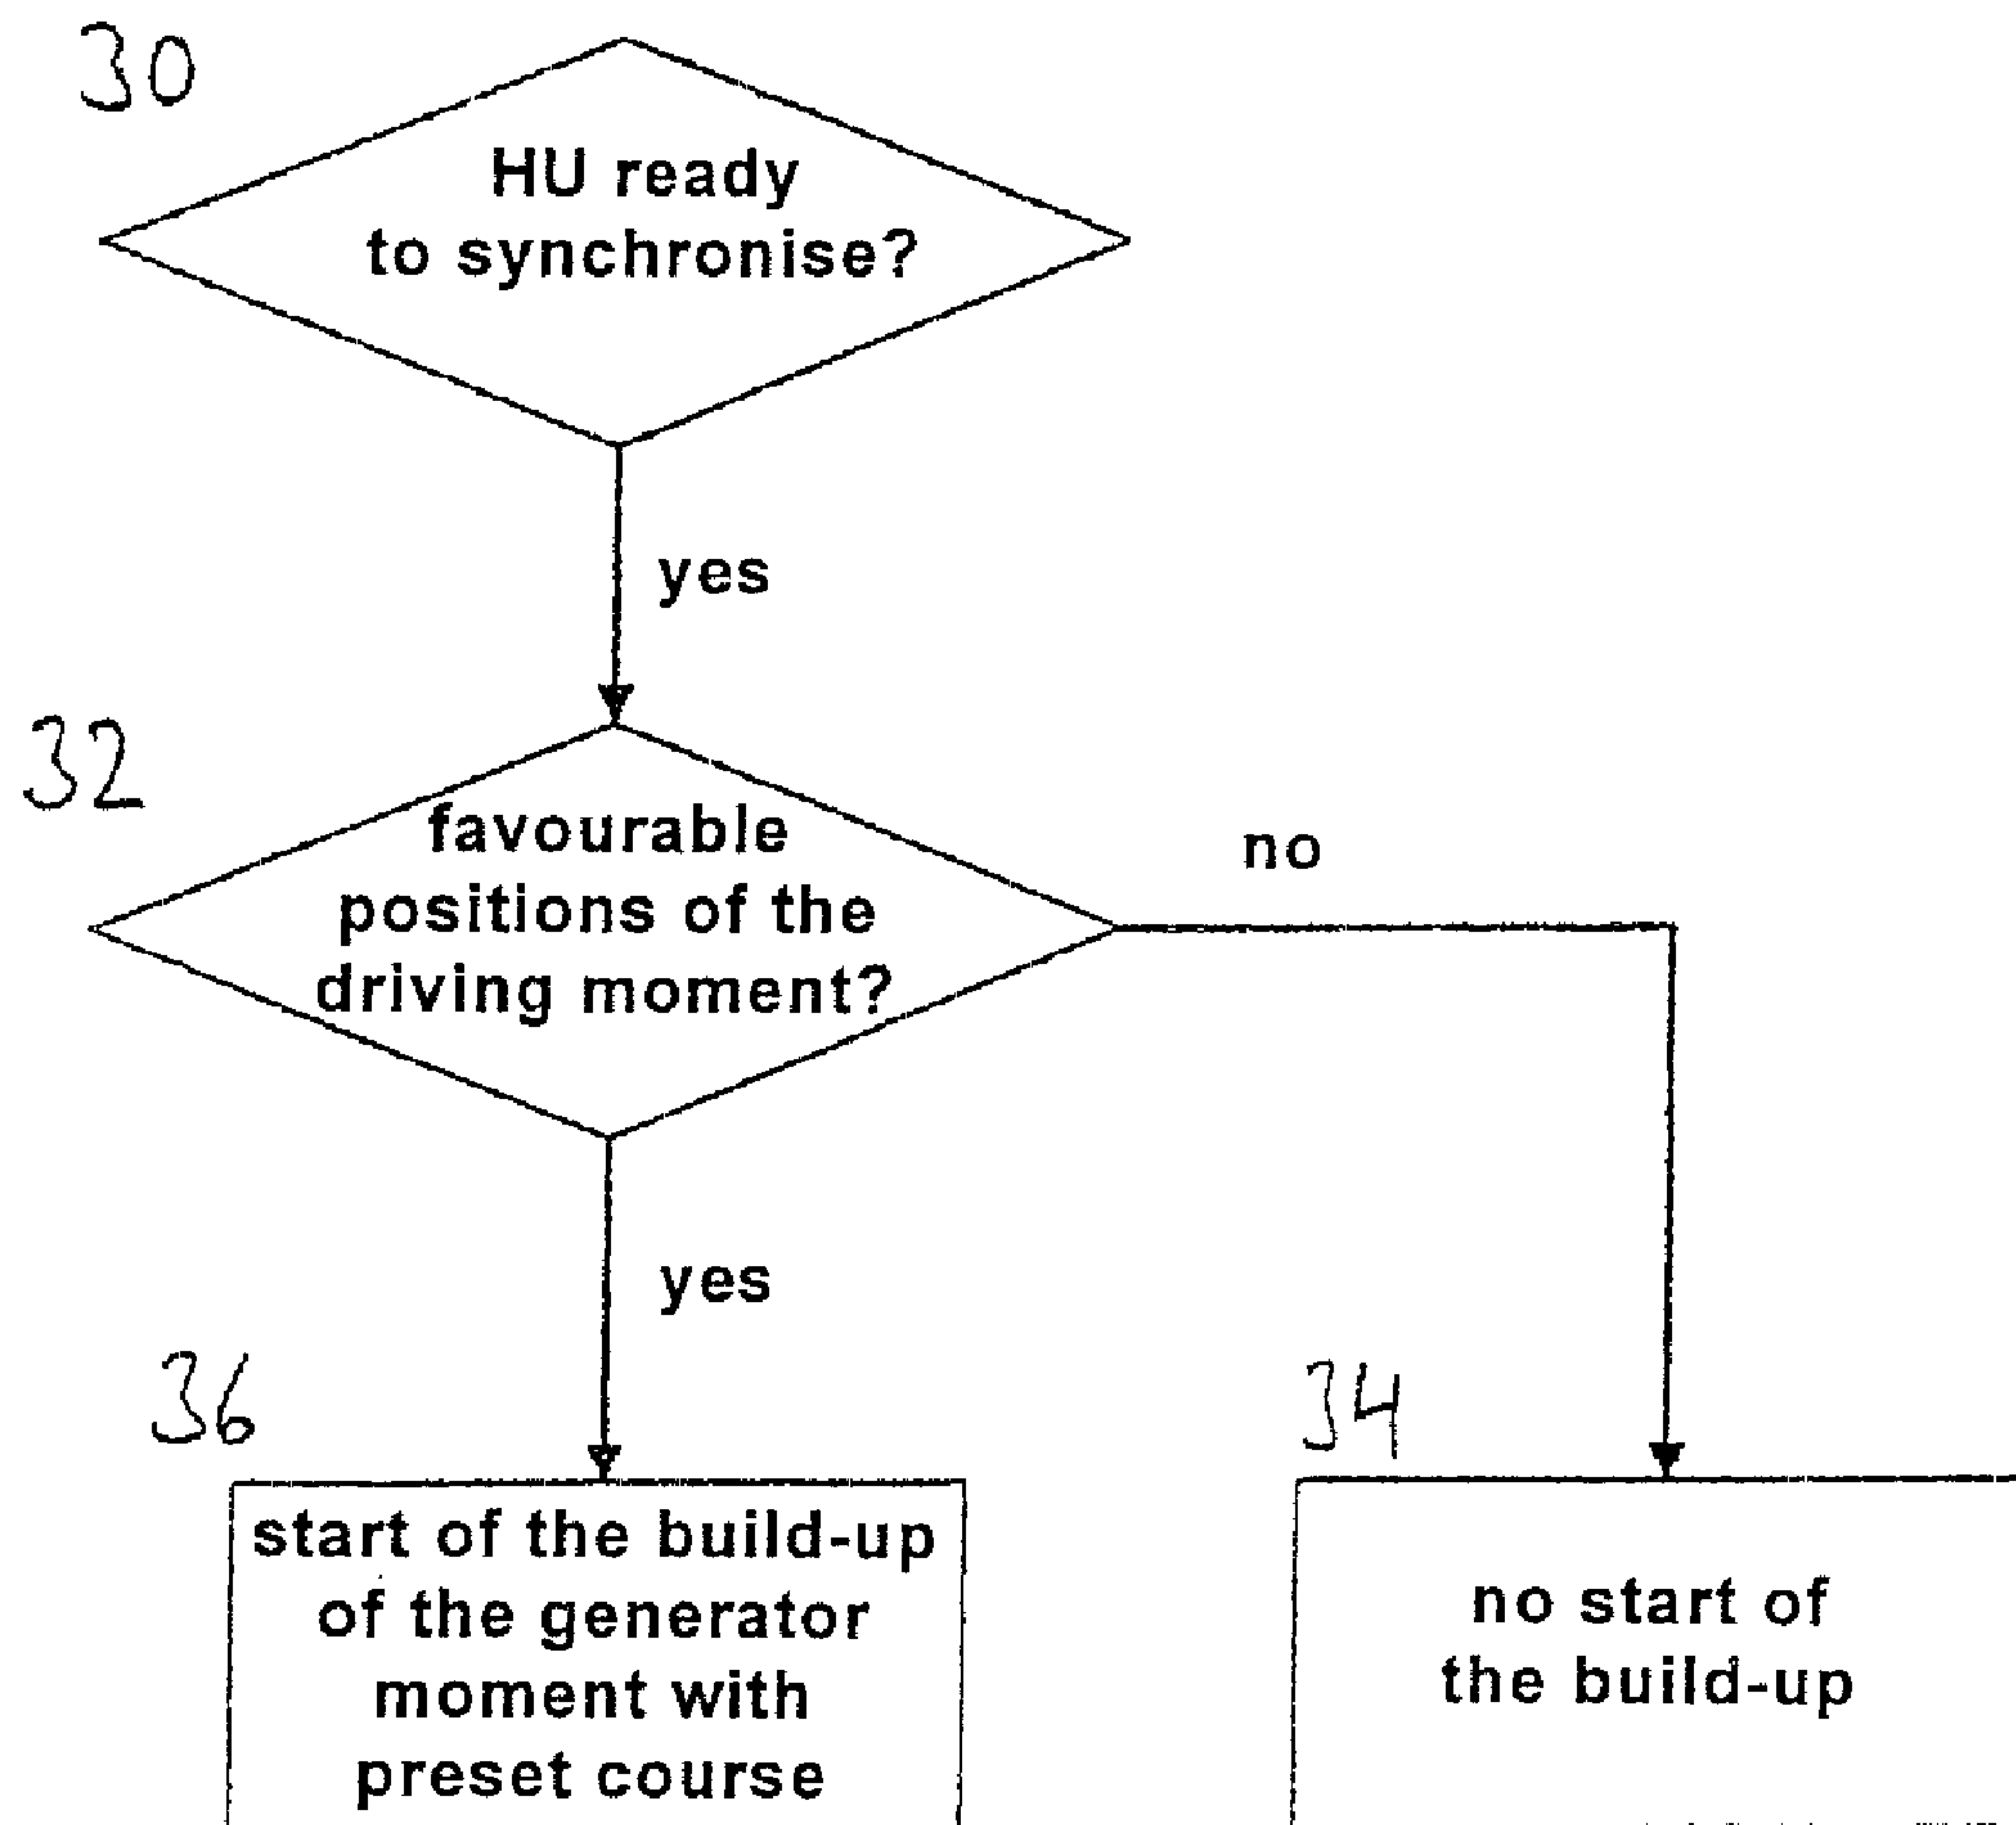 30
HU ready
to synchronise?
yes
32
favourable
positions of the
driving moment?
no
yes
36
start of the build-up
of the generator
moment with
preset course
34
no start of
the build-up